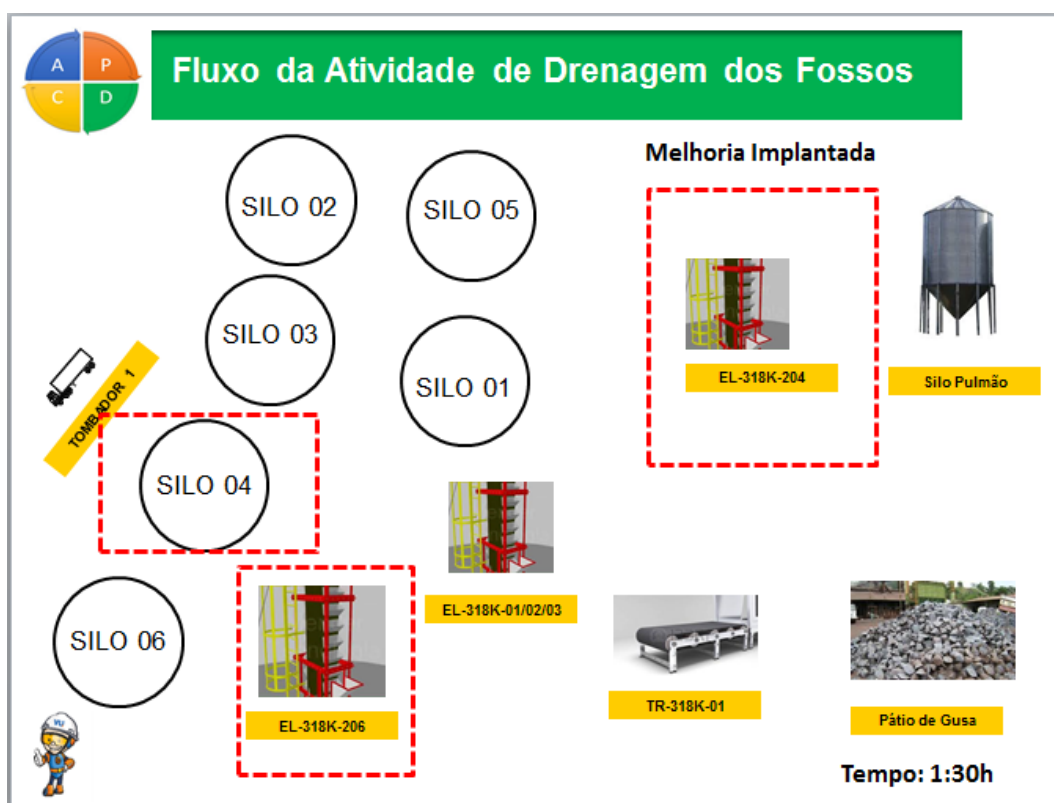 A P
C D
Fluxo da Atividade de Drenagem dos Fossos
Melhoria Implantada
SILO 02
SILO 05
SILO 03
SILO 01
TOMBADOR 1
EL-318K-204
Silo Pulmão
SILO 04
EL-318K-01/02/03
SILO 06
EL-318K-206
TR-318K-01
Pátio de Gusa
VLI
Tempo: 1:30h